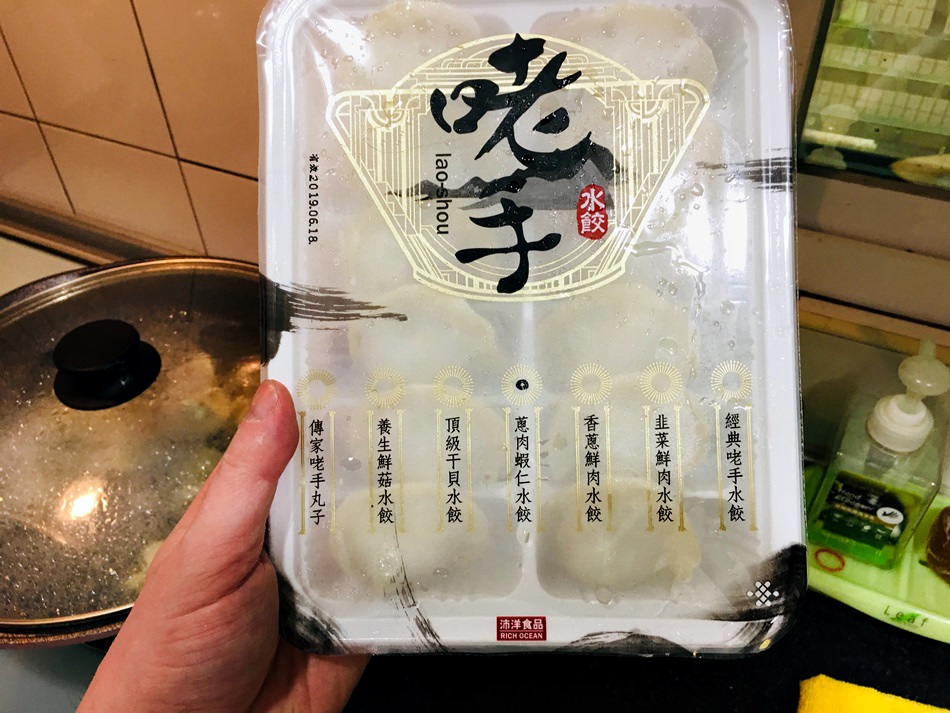 咾手
lao-shou
水餃
有效2019.06.18.
經典咾手水餃
韭菜鮮肉水餃
香蔥鮮肉水餃
蔥肉蝦仁水餃
頂級干貝水餃
養生鮮菇水餃
傳家咾手丸子
沛洋食品
RICH OCEAN
Leaf